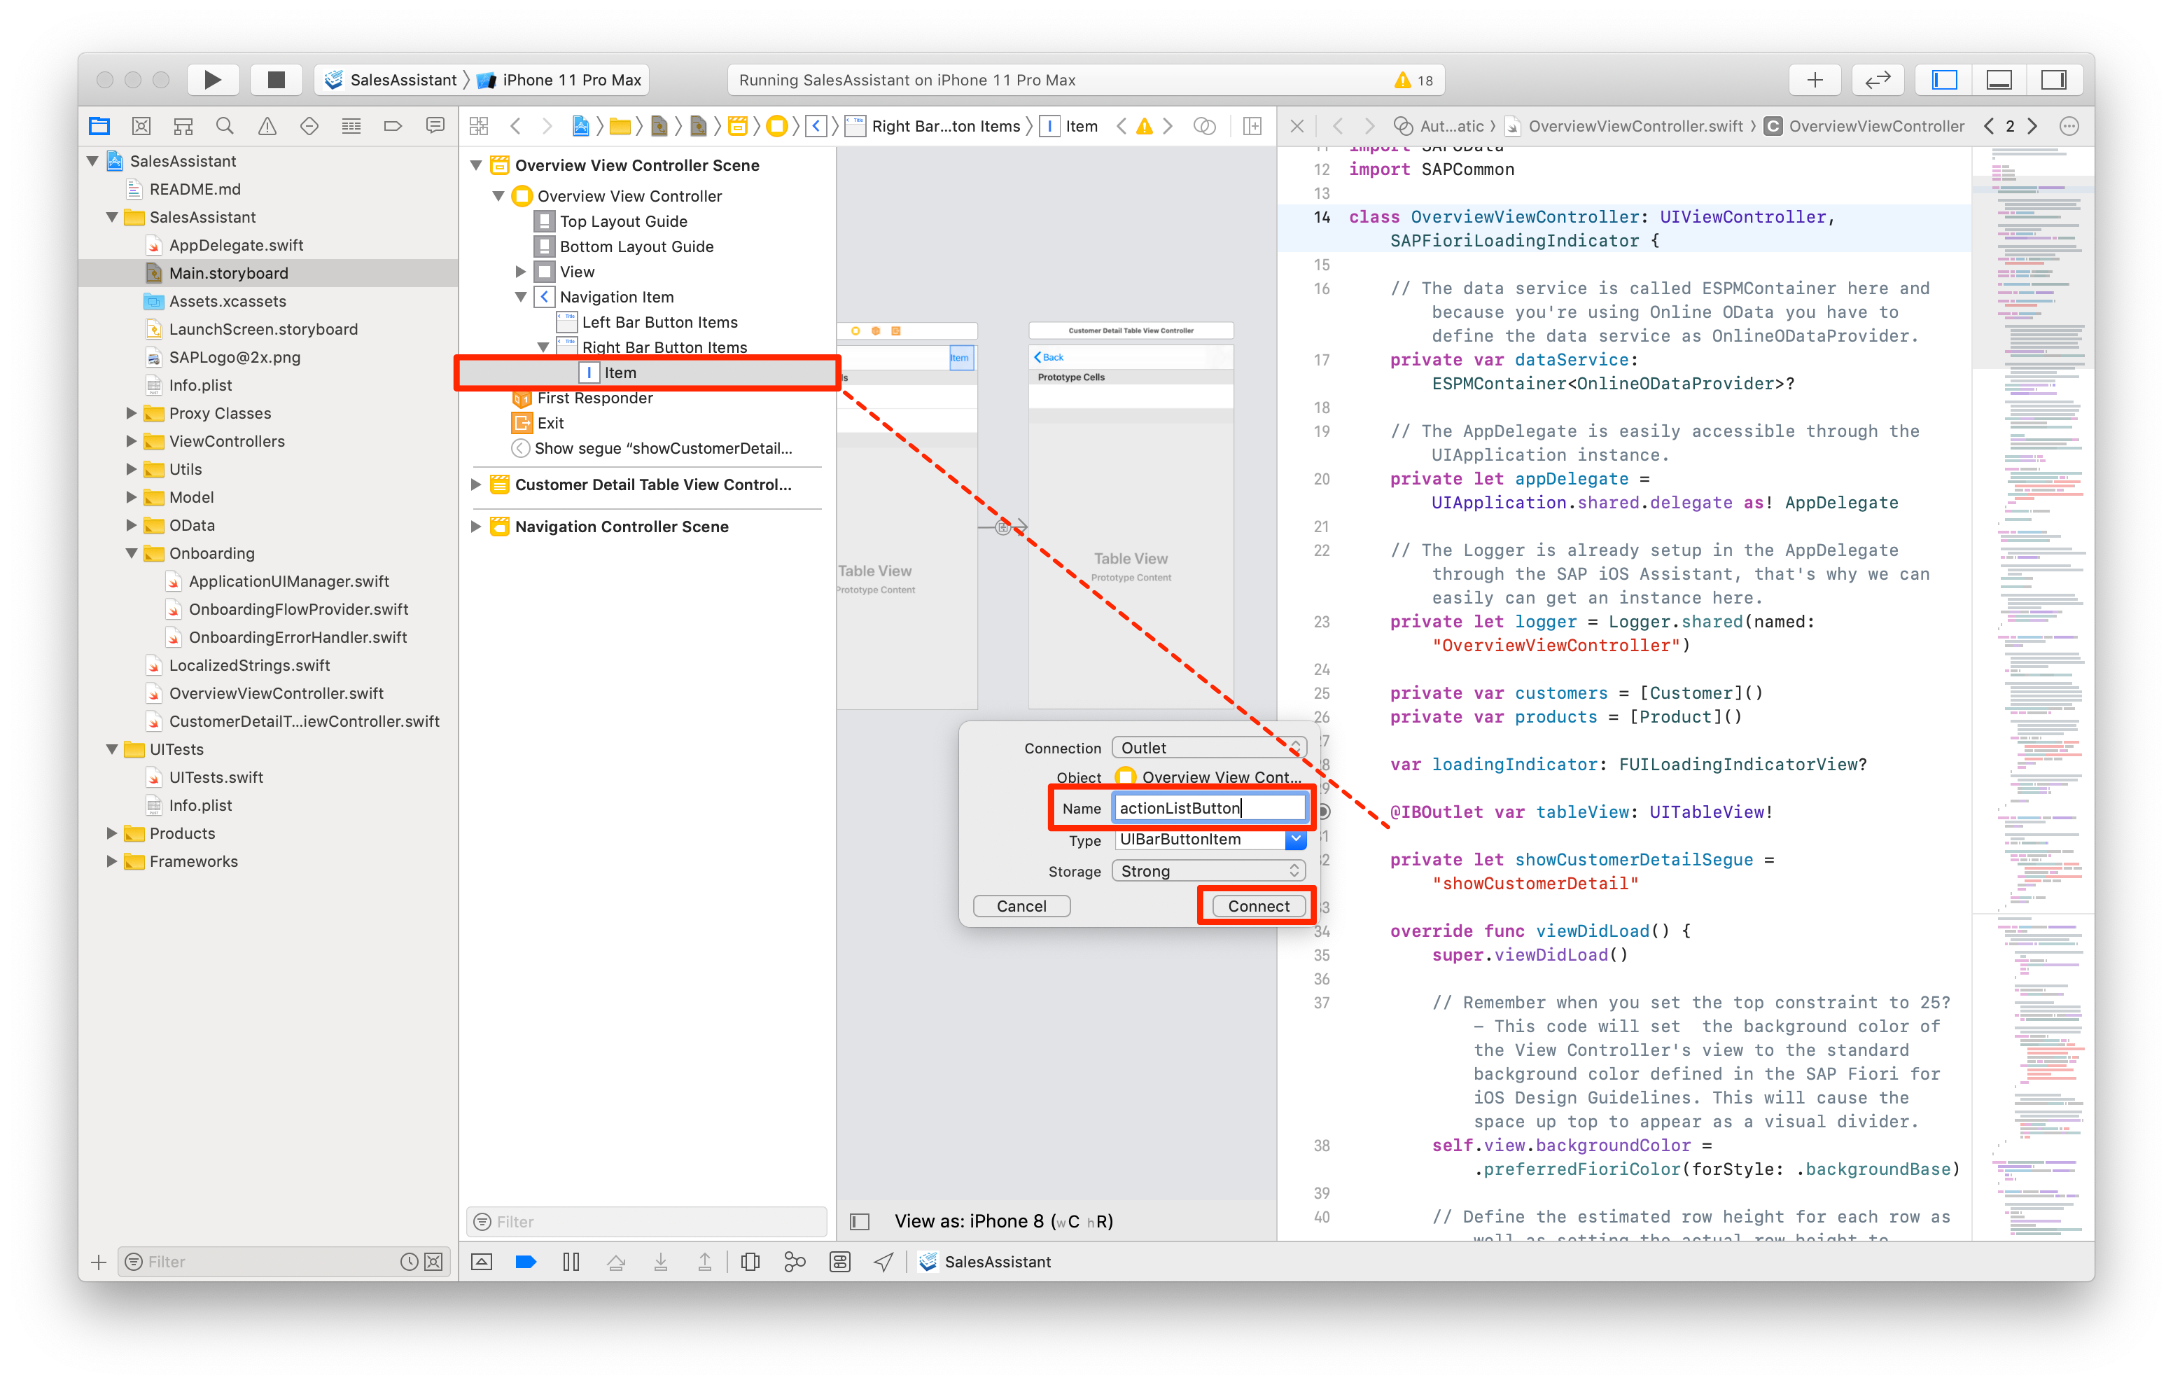 SalesAssistant
iPhone 11 Pro Max
Running SalesAssistant on iPhone 11 Pro Max
18
Right Bar...ton Items
Item
Aut...atic
OverviewViewController.swift
C
OverviewViewController
2
SalesAssistant
README.md
SalesAssistant
AppDelegate.swift
Main.storyboard
Assets.xcassets
LaunchScreen.storyboard
SAPLogo@2x.png
Info.plist
Proxy Classes
ViewControllers
Utils
Model
OData
Onboarding
ApplicationUIManager.swift
OnboardingFlowProvider.swift
OnboardingErrorHandler.swift
LocalizedStrings.swift
OverviewViewController.swift
CustomerDetailT...iewController.swift
UITests
UITests.swift
Info.plist
Products
Frameworks
Filter
Overview View Controller Scene
Overview View Controller
Top Layout Guide
Bottom Layout Guide
View
Navigation Item
Left Bar Button Items
Right Bar Button Items
Item
First Responder
Exit
Show segue “showCustomerDetail...
Customer Detail Table View Control...
Navigation Controller Scene
Filter
Item
Table View
Prototype Content
Customer Detail Table View Controller
Back
Prototype Cells
Table View
Prototype Content
Connection Outlet
Object Overview View Cont...
Name actionListButton
Type UIBarButtonItem
Storage Strong
Cancel
Connect
View as: iPhone 8 (wC hR)
SalesAssistant
12 import SAPCommon
13
14 class OverviewViewController: UIViewController,
SAPFioriLoadingIndicator {
15
16 // The data service is called ESPMContainer here and
because you're using Online OData you have to
define the data service as OnlineODataProvider.
17 private var dataService:
ESPMContainer<OnlineODataProvider>?
18
19 // The AppDelegate is easily accessible through the
UIApplication instance.
20 private let appDelegate =
UIApplication.shared.delegate as! AppDelegate
21
22 // The Logger is already setup in the AppDelegate
through the SAP iOS Assistant, that's why we can
easily can get an instance here.
23 private let logger = Logger.shared(named:
"OverviewViewController")
24
25 private var customers = [Customer]()
26 private var products = [Product]()
var loadingIndicator: FUILoadingIndicatorView?
@IBOutlet var tableView: UITableView!
private let showCustomerDetailSegue =
"showCustomerDetail"
34 override func viewDidLoad() {
35 super.viewDidLoad()
36
37 // Remember when you set the top constraint to 25?
– This code will set  the background color of
the View Controller's view to the standard
background color defined in the SAP Fiori for
iOS Design Guidelines. This will cause the
space up top to appear as a visual divider.
38 self.view.backgroundColor =
.preferredFioriColor(forStyle: .backgroundBase)
39
40 // Define the estimated row height for each row as